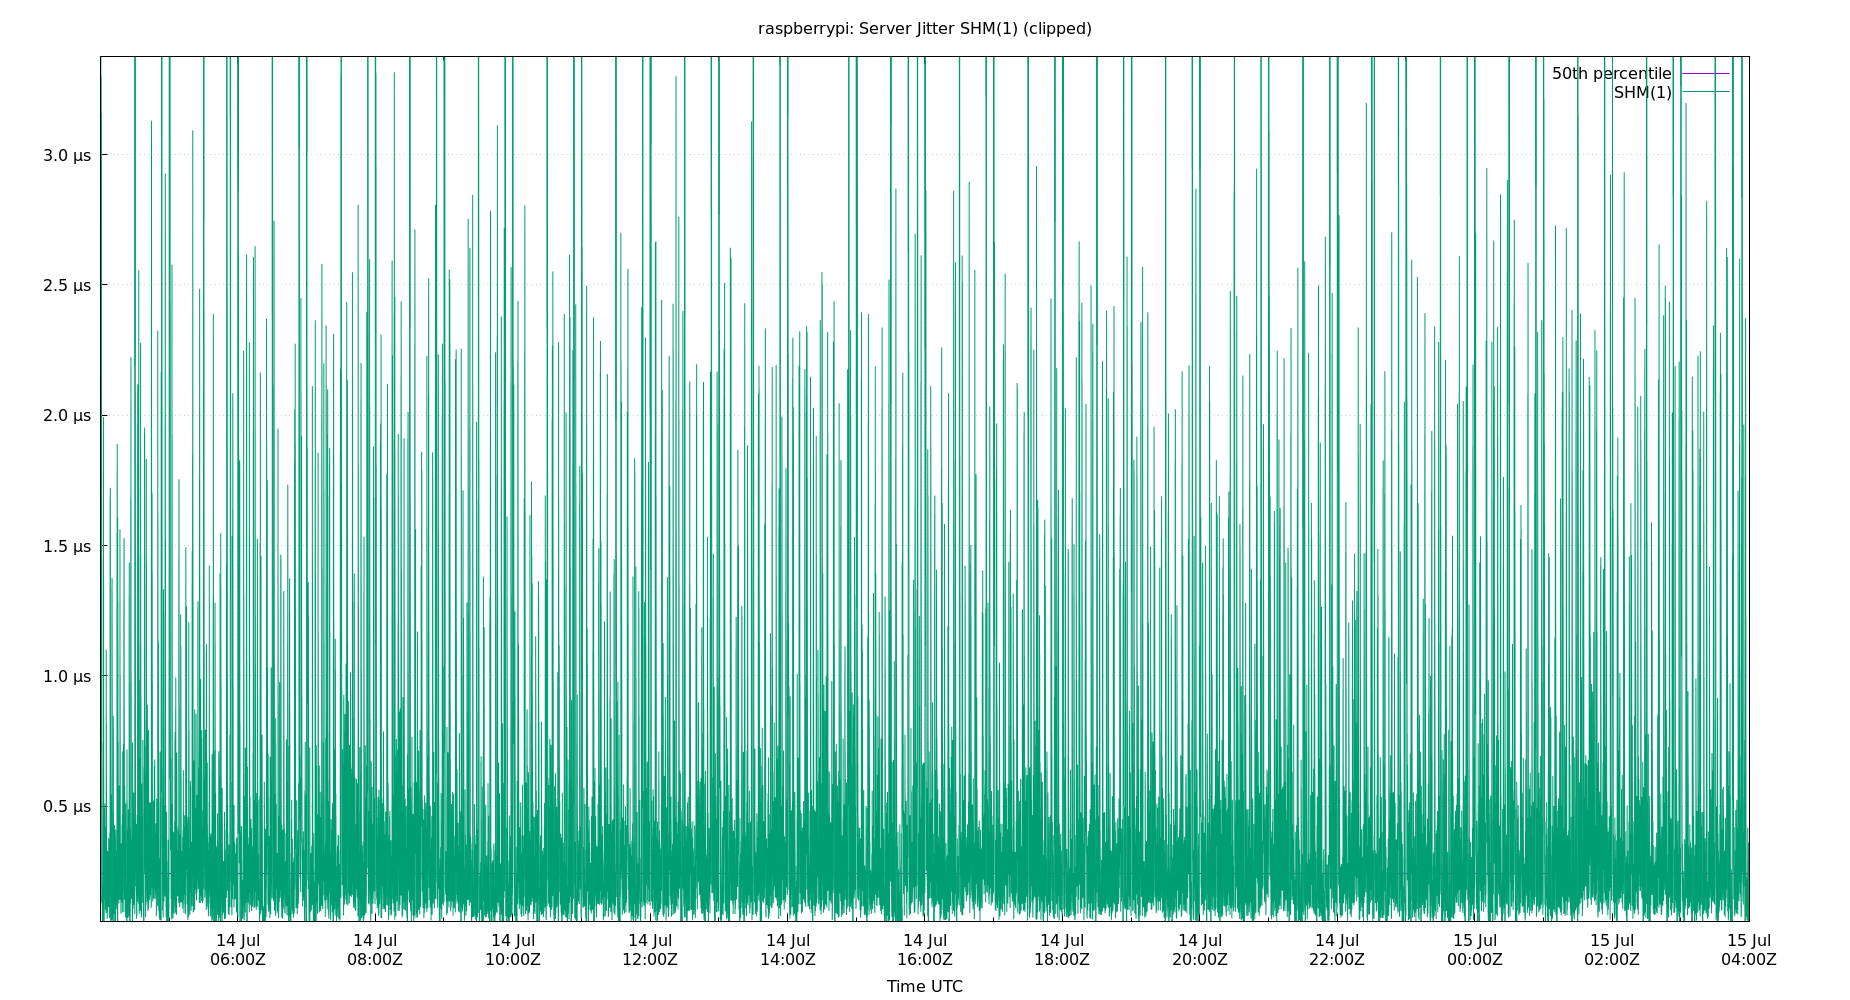 raspberrypi: Server Jitter SHM(1) (clipped)
50th percentile
SHM(1)
3.0 µs
2.5 µs
2.0 µs
1.5 µs
1.0 µs
0.5 µs
14 Jul 14 Jul 14 Jul 14 Jul 14 Jul 14 Jul 14 Jul 14 Jul 14 Jul 15 Jul 15 Jul 15 Jul
06:00Z 08:00Z 10:00Z 12:00Z 14:00Z 16:00Z 18:00Z 20:00Z 22:00Z 00:00Z 02:00Z 04:00Z
Time UTC